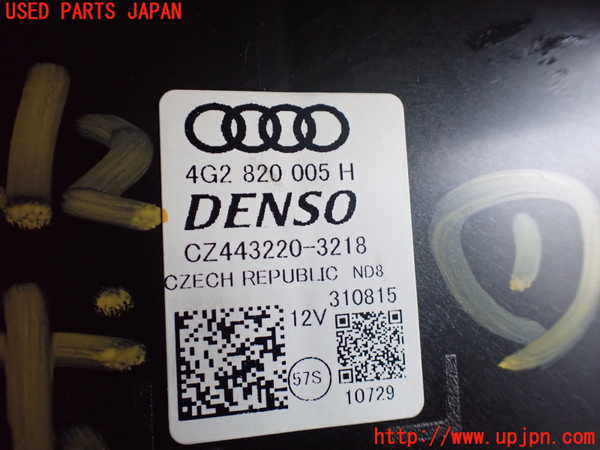 USED PARTS JAPAN
4G2 820 005 H
DENSO
CZ443220-3218
CZECH REPUBLIC ND8
310815
12V
57S
10729
http://www.upjpn.com/